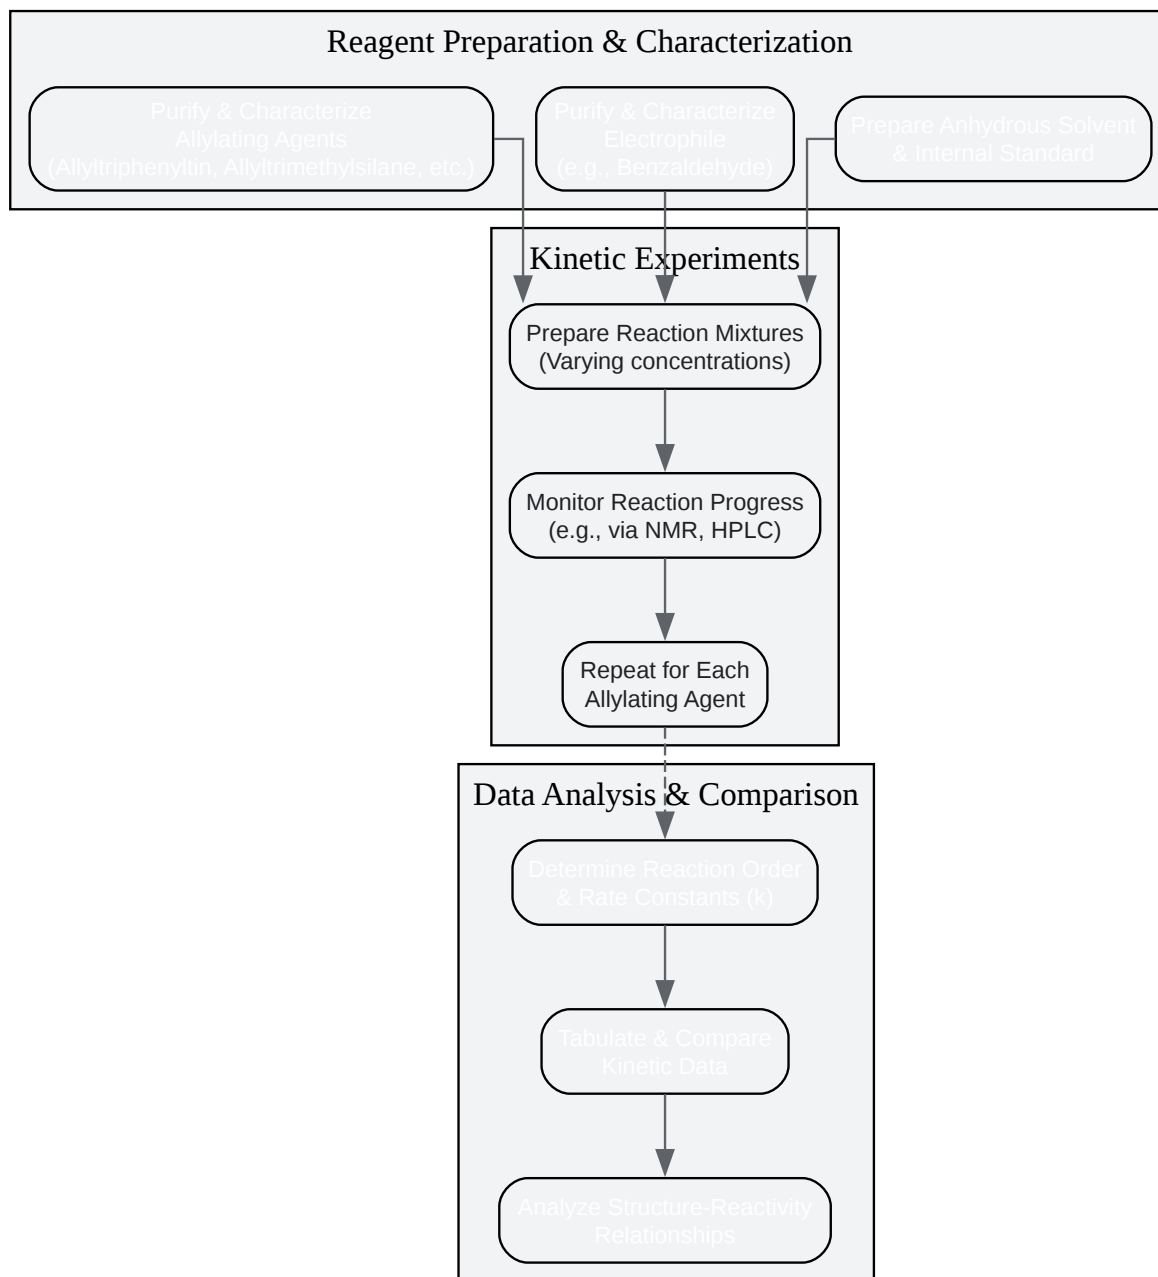 Reagent Preparation & Characterization
Purify & Characterize
Allylating Agents
(Allyltriphenyltin, Allyltrimethylsilane, etc.)
Purify & Characterize
Electrophile
(e.g., Benzaldehyde)
Prepare Anhydrous Solvent
& Internal Standard
Kinetic Experiments
Prepare Reaction Mixtures
(Varying concentrations)
Monitor Reaction Progress
(e.g., via NMR, HPLC)
Repeat for Each
Allylating Agent
Data Analysis & Comparison
Determine Reaction Order
& Rate Constants (k)
Tabulate & Compare
Kinetic Data
Analyze Structure-Reactivity
Relationships